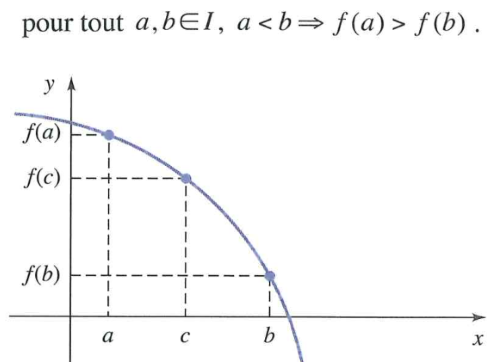 pour tout a, b ∈ I, a < b ⇒ f(a) > f(b).
y
f(a)
f(c)
f(b)
a c b x